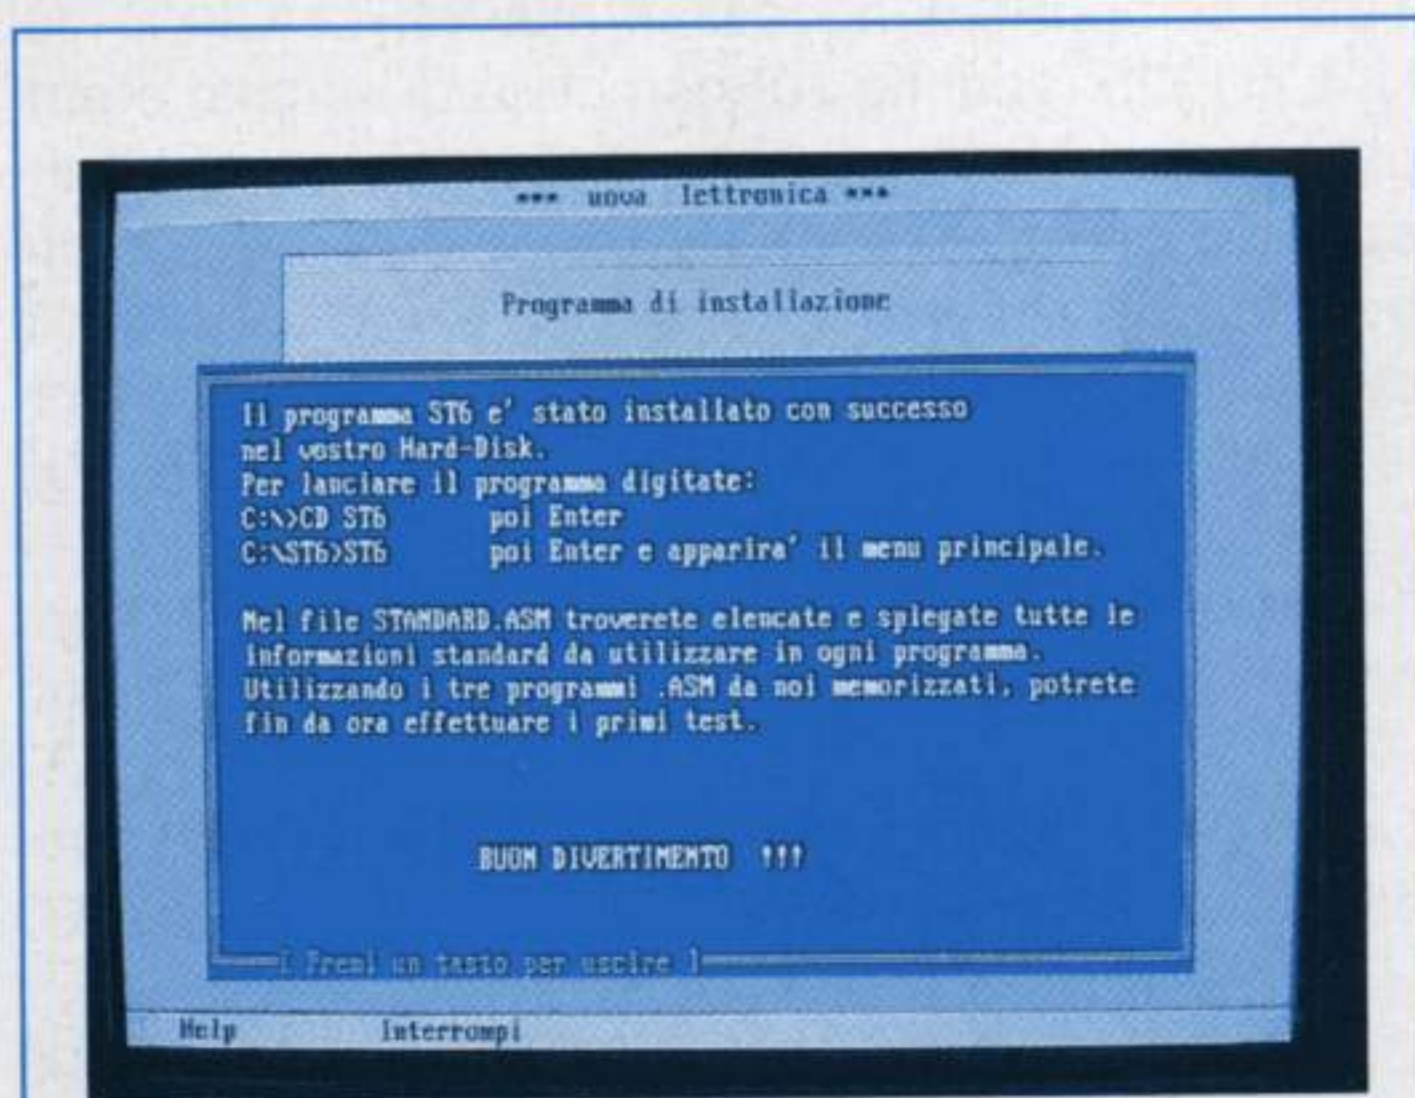 *** uova lettronica ***
Programma di installazione
Il programma ST6 e' stato installato con successo
nel vostro Hard-Disk.
Per lanciare il programma digitate:
C:\>CD ST6 poi Enter
C:\ST6>ST6 poi Enter e apparira' il menu principale.
Nel file STANDARD.ASM troverete elencate e spiegate tutte le
informazioni standard da utilizzare in ogni programma.
Utilizzando i tre programmi .ASM da noi memorizzati, potrete
fin da ora effettuare i primi test.
BUON DIVERTIMENTO !!!
[ Premi un tasto per uscire ]
Help Interrompi